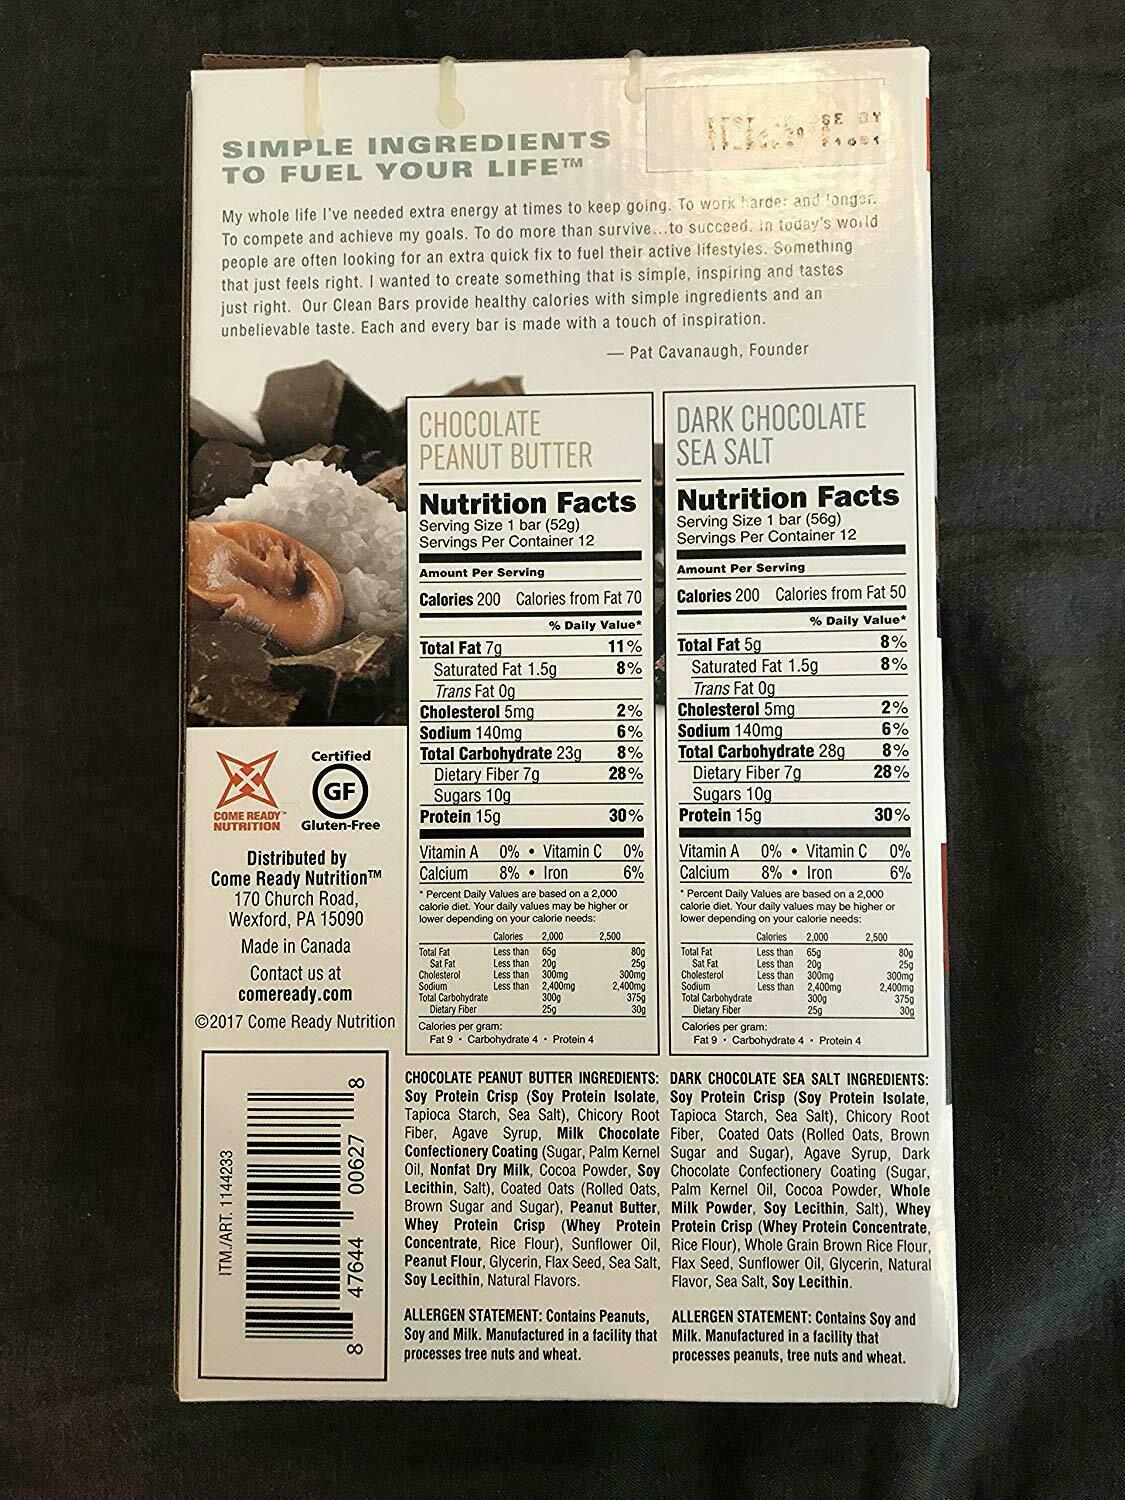 SIMPLE INGREDIENTS
TO FUEL YOUR LIFE™
BY
My whole life I've needed extra energy at times to keep going. To work harder and longer.
To compete and achieve my goals. To do more than survive...to succeed. In today's world
people are often looking for an extra quick fix to fuel their active lifestyles. Something
that just feels right. I wanted to create something that is simple, inspiring and tastes
just right. Our Clean Bars provide healthy calories with simple ingredients and an
unbelievable taste. Each and every bar is made with a touch of inspiration.
— Pat Cavanaugh, Founder
CHOCOLATE
PEANUT BUTTER
Nutrition Facts
Serving Size 1 bar (52g)
Servings Per Container 12
Amount Per Serving
Calories 200 Calories from Fat 70
% Daily Value*
Total Fat 7g 11%
Saturated Fat 1.5g 8%
Trans Fat 0g
Cholesterol 5mg 2%
Sodium 140mg 6%
Total Carbohydrate 23g 8%
Dietary Fiber 7g 28%
Sugars 10g
Protein 15g 30%
Vitamin A 0% • Vitamin C 0%
Calcium 8% • Iron 6%
* Percent Daily Values are based on a 2,000
calorie diet. Your daily values may be higher or
lower depending on your calorie needs:
Calories 2,000 2,500
Total Fat Less than 65g 80g
Sat Fat Less than 20g 25g
Cholesterol Less than 300mg 300mg
Sodium Less than 2,400mg 2,400mg
Total Carbohydrate 300g 375g
Dietary Fiber 25g 30g
Calories per gram:
Fat 9 • Carbohydrate 4 • Protein 4
DARK CHOCOLATE
SEA SALT
Nutrition Facts
Serving Size 1 bar (56g)
Servings Per Container 12
Amount Per Serving
Calories 200 Calories from Fat 50
% Daily Value*
Total Fat 5g 8%
Saturated Fat 1.5g 8%
Trans Fat 0g
Cholesterol 5mg 2%
Sodium 140mg 6%
Total Carbohydrate 28g 8%
Dietary Fiber 7g 28%
Sugars 10g
Protein 15g 30%
Vitamin A 0% • Vitamin C 0%
Calcium 8% • Iron 6%
* Percent Daily Values are based on a 2,000
calorie diet. Your daily values may be higher or
lower depending on your calorie needs:
Calories 2,000 2,500
Total Fat Less than 65g 80g
Sat Fat Less than 20g 25g
Cholesterol Less than 300mg 300mg
Sodium Less than 2,400mg 2,400mg
Total Carbohydrate 300g 375g
Dietary Fiber 25g 30g
Calories per gram:
Fat 9 • Carbohydrate 4 • Protein 4
COME READY™
NUTRITION
Certified
GF
Gluten-Free
Distributed by
Come Ready Nutrition™
170 Church Road,
Wexford, PA 15090
Made in Canada
Contact us at
comeready.com
©2017 Come Ready Nutrition
ITM./ART. 1144233
8 47644 00627 8
CHOCOLATE PEANUT BUTTER INGREDIENTS:
Soy Protein Crisp (Soy Protein Isolate,
Tapioca Starch, Sea Salt), Chicory Root
Fiber, Agave Syrup, Milk Chocolate
Confectionery Coating (Sugar, Palm Kernel
Oil, Nonfat Dry Milk, Cocoa Powder, Soy
Lecithin, Salt), Coated Oats (Rolled Oats,
Brown Sugar and Sugar), Peanut Butter,
Whey Protein Crisp (Whey Protein
Concentrate, Rice Flour), Sunflower Oil,
Peanut Flour, Glycerin, Flax Seed, Sea Salt,
Soy Lecithin, Natural Flavors.
ALLERGEN STATEMENT: Contains Peanuts,
Soy and Milk. Manufactured in a facility that
processes tree nuts and wheat.
DARK CHOCOLATE SEA SALT INGREDIENTS:
Soy Protein Crisp (Soy Protein Isolate,
Tapioca Starch, Sea Salt), Chicory Root
Fiber, Coated Oats (Rolled Oats, Brown
Sugar and Sugar), Agave Syrup, Dark
Chocolate Confectionery Coating (Sugar,
Palm Kernel Oil, Cocoa Powder, Whole
Milk Powder, Soy Lecithin, Salt), Whey
Protein Crisp (Whey Protein Concentrate,
Rice Flour), Whole Grain Brown Rice Flour,
Flax Seed, Sunflower Oil, Glycerin, Natural
Flavor, Sea Salt, Soy Lecithin.
ALLERGEN STATEMENT: Contains Soy and
Milk. Manufactured in a facility that
processes peanuts, tree nuts and wheat.